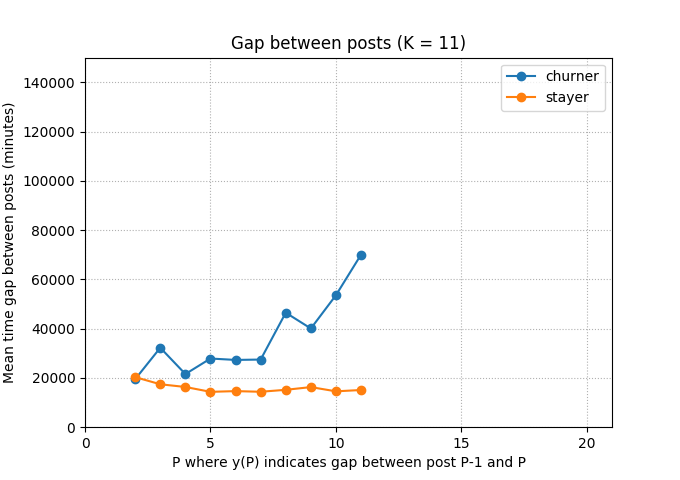 Gap between posts (K = 11)
churner
stayer
Mean time gap between posts (minutes)
140000
120000
100000
80000
60000
40000
20000
0
0 5 10 15 20
P where y(P) indicates gap between post P-1 and P